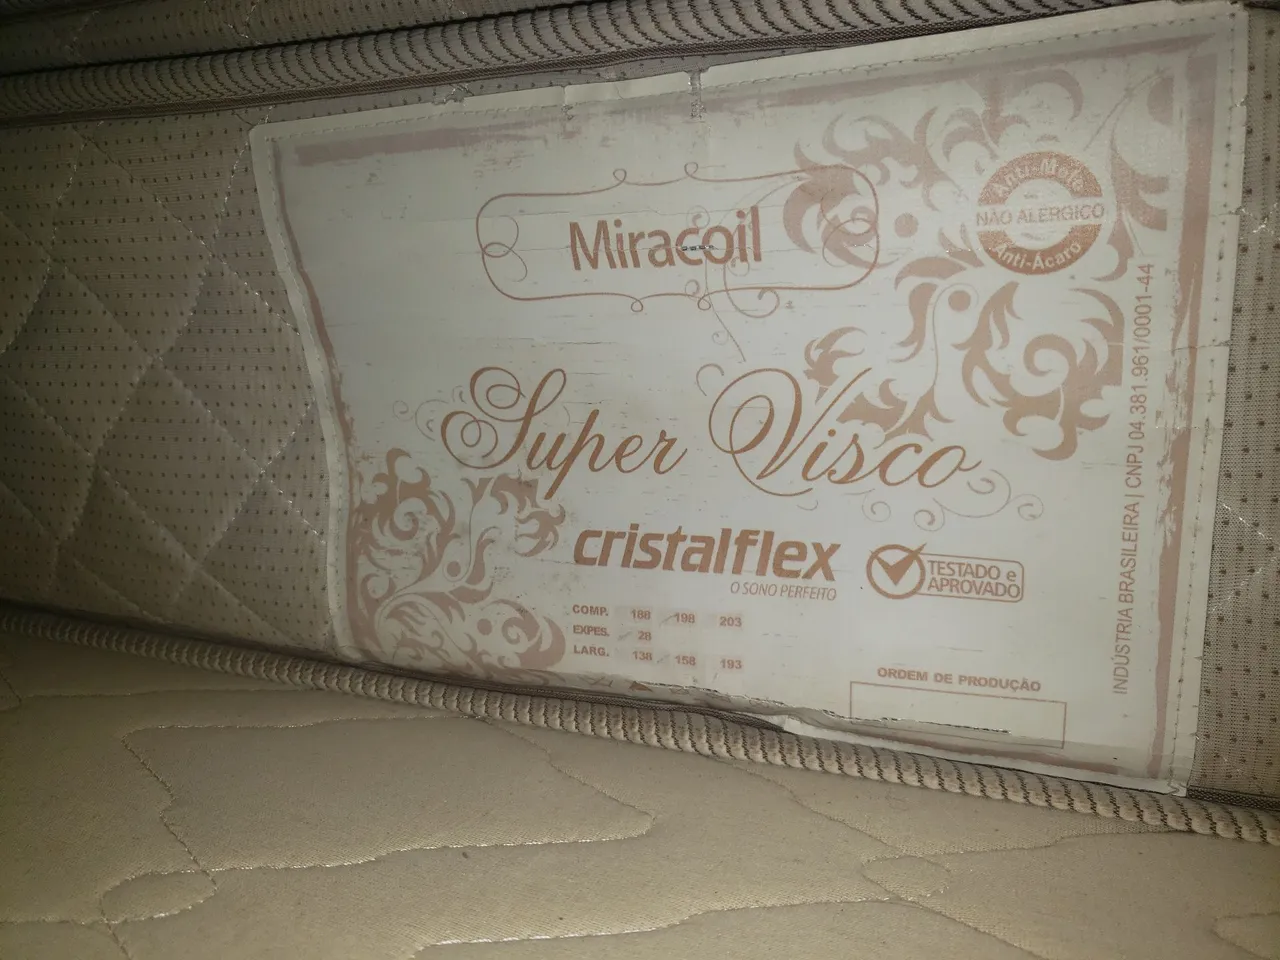 Anti-Mofo
NÃO ALÉRGICO
Anti-Ácaro
Miracoil
Super Visco
cristalflex
O SONO PERFEITO
TESTADO e
APROVADO
COMP. 188 198 203
EXPES. 28
LARG. 138 158 193
ORDEM DE PRODUÇÃO
INDÚSTRIA BRASILEIRA | CNPJ 04.381.961/0001-44